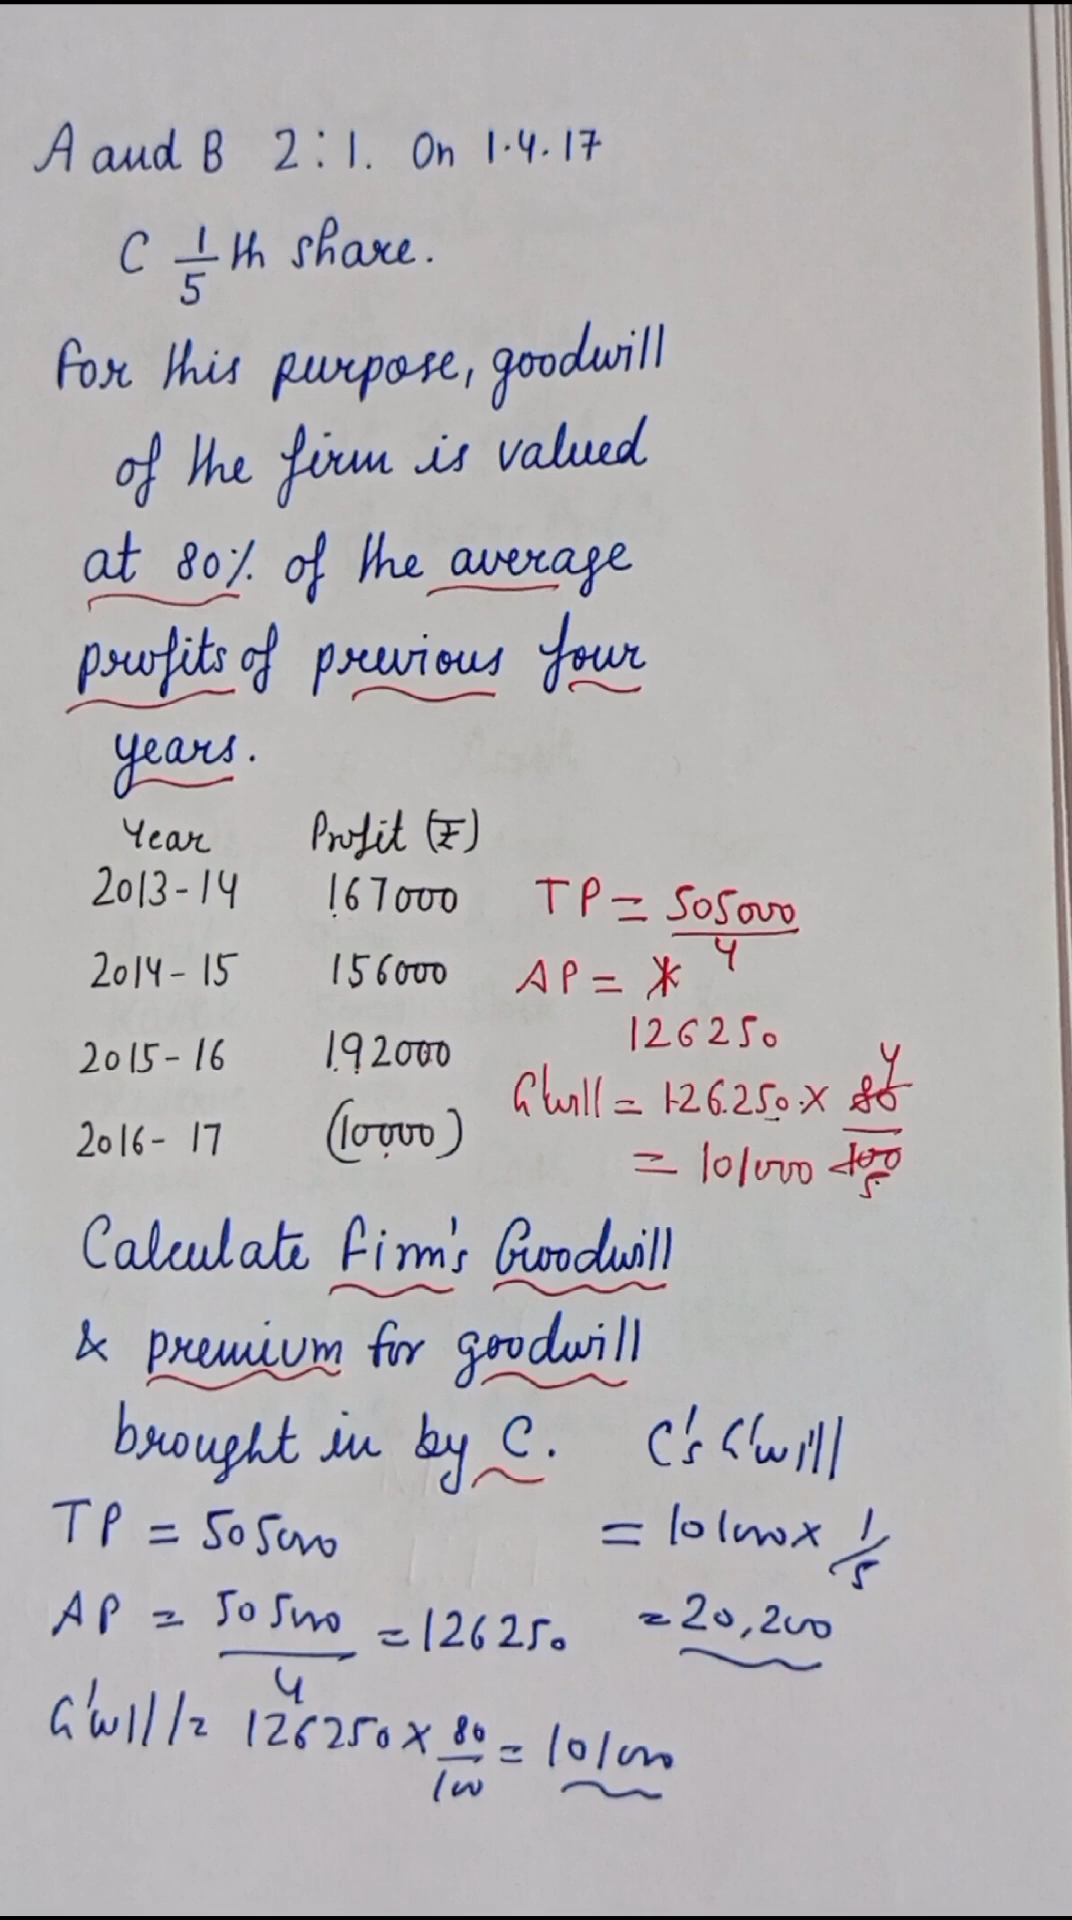 A and B 2:1. On 1.4.17
C 1/5 th share.
For this purpose, goodwill
of the firm is valued
at 80% of the average
profits of previous four
years.
Year Profit (₹)
2013-14 167000
2014-15 156000
2015-16 192000
2016-17 (10000)
TP = 505000/4
AP =
126250
G'will = 126250 x 80/100 4/5
= 101000
Calculate firm's Goodwill
& premium for goodwill
brought in by C.
TP = 505000
AP = 505000/4 = 126250
G'will = 126250 x 80/100 = 101000
C's G'will
= 101000 x 1/5
= 20,200